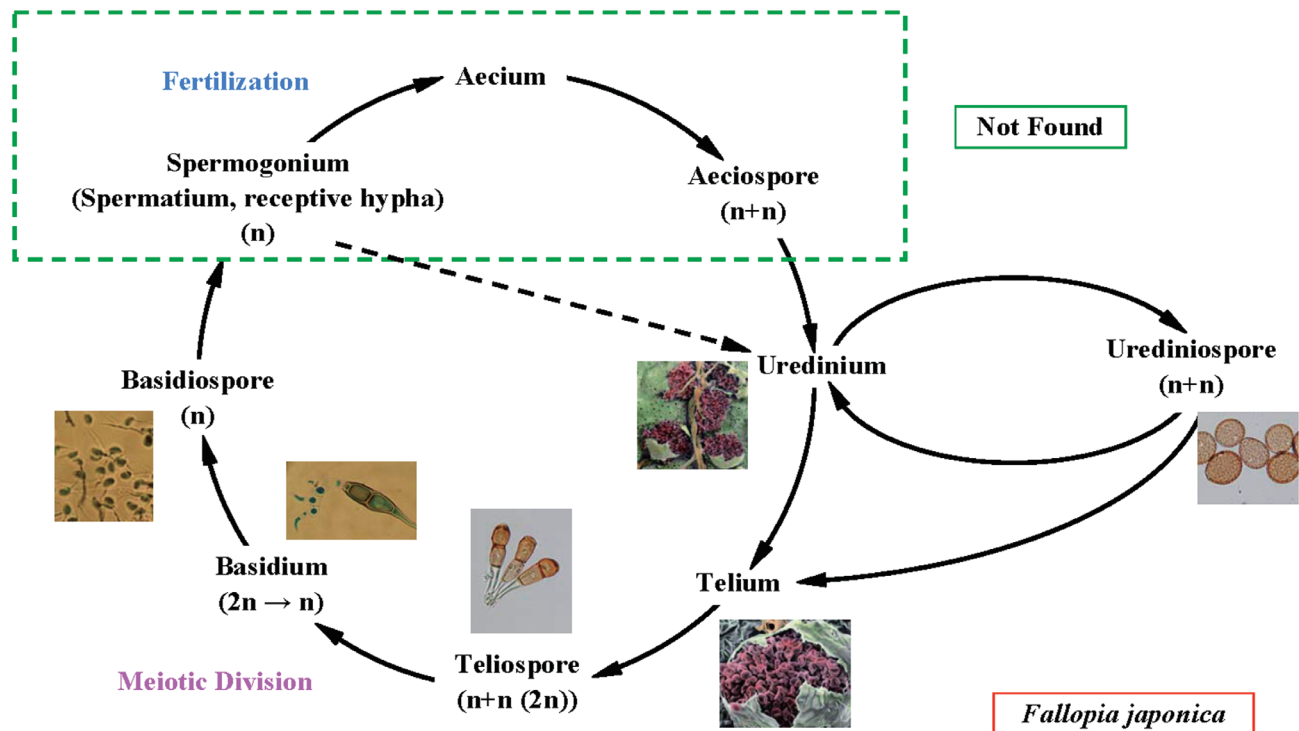 Fertilization
Aecium
Not Found
Spermogonium
(Spermatium, receptive hypha)
(n)
Aeciospore
(n+n)
Uredinium
Urediniospore
(n+n)
Basidiospore
(n)
Basidium
(2n → n)
Telium
Teliospore
(n+n (2n))
Meiotic Division
Fallopia japonica